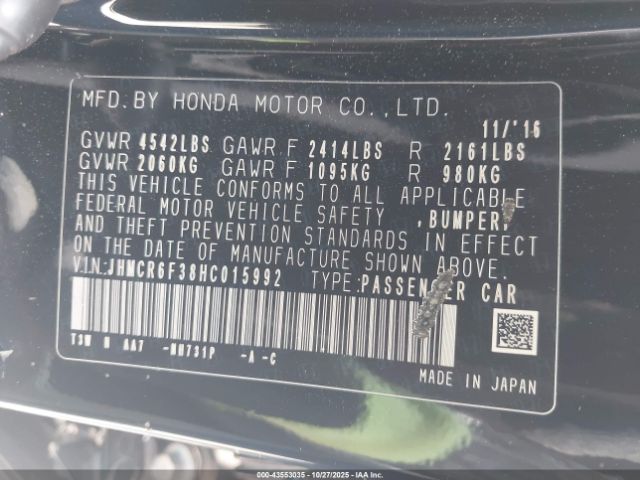 MFD. BY HONDA MOTOR CO., LTD.
11/'16
GVWR 4542LBS GAWR F 2414LBS R 2161LBS
GVWR 2060KG GAWR F 1095KG R 980KG
THIS VEHICLE CONFORMS TO ALL APPLICABLE
FEDERAL MOTOR VEHICLE SAFETY ,BUMPER,
AND THEFT PREVENTION STANDARDS IN EFFECT
ON THE DATE OF MANUFACTURE SHOWN ABOVE.
VIN:JHMCR6F38HC015992 TYPE:PASSENGER CAR
T3W N AA7 -NH731P -A -C
MADE IN JAPAN
000-43553035 - 10/27/2025 - IAA Inc.